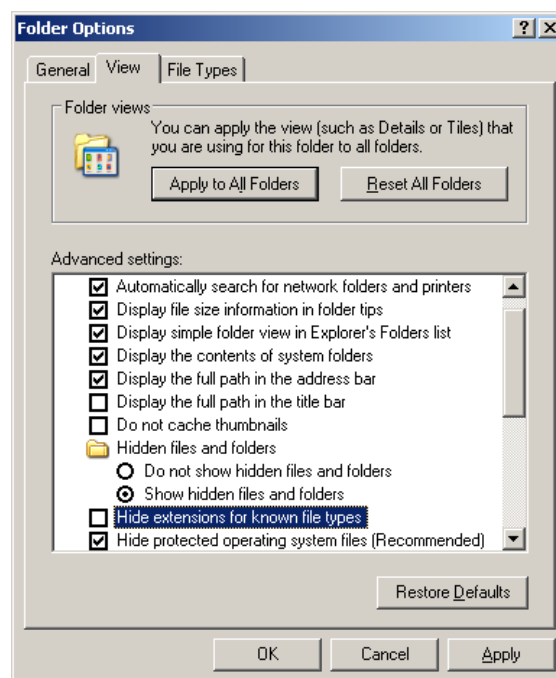 Folder Options
General
View
File Types
Folder views
You can apply the view (such as Details or Tiles) that
you are using for this folder to all folders.
Apply to All Folders
Reset All Folders
Advanced settings:
Automatically search for network folders and printers
Display file size information in folder tips
Display simple folder view in Explorer's Folders list
Display the contents of system folders
Display the full path in the address bar
Display the full path in the title bar
Do not cache thumbnails
Hidden files and folders
Do not show hidden files and folders
Show hidden files and folders
Hide extensions for known file types
Hide protected operating system files (Recommended)
Restore Defaults
OK
Cancel
Apply